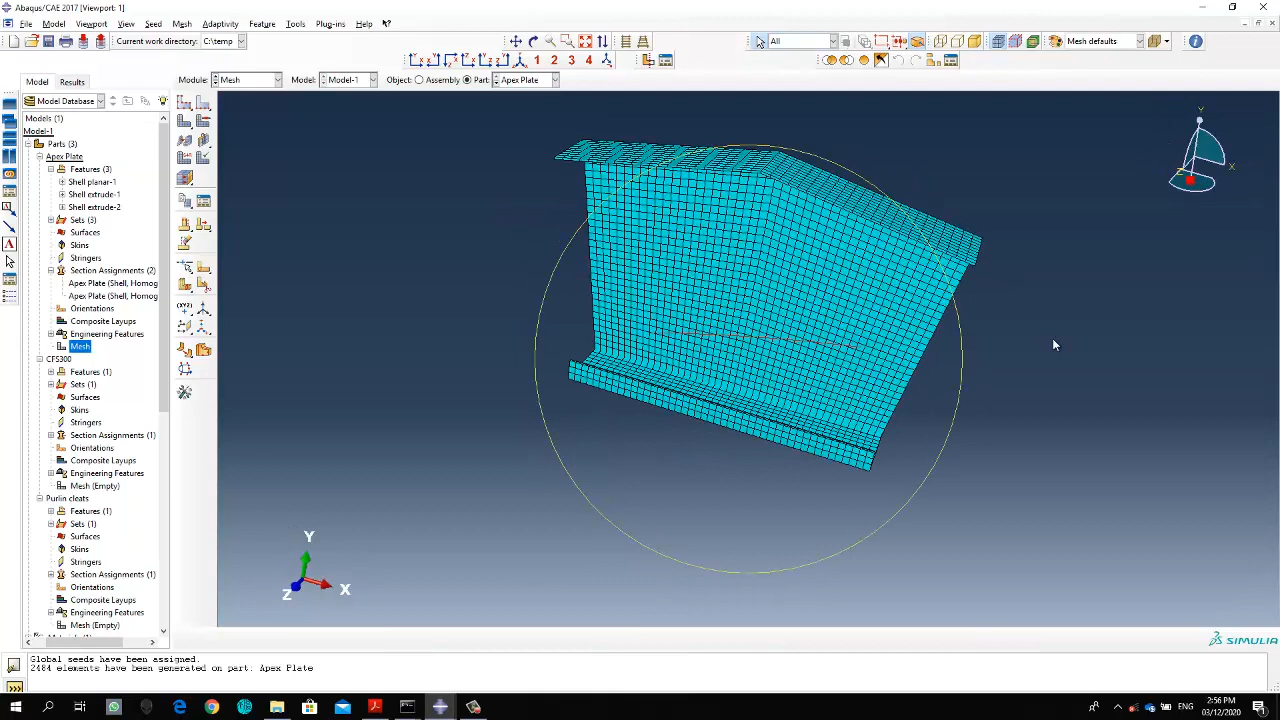 Abaqus/CAE 2017 [Viewport: 1]
File Model Viewport View Seed Mesh Adaptivity Feature Tools Plug-ins Help
Current work directory: C:\temp
All
Mesh defaults
1 2 3 4
Model Results
Module: Mesh Model: Model-1 Object: Assembly Part: Apex Plate
Model Database
Models (1)
Model-1
Parts (3)
Apex Plate
Features (3)
Shell planar-1
Shell extrude-1
Shell extrude-2
Sets (3)
Surfaces
Skins
Stringers
Section Assignments (2)
Apex Plate (Shell, Homog
Apex Plate (Shell, Homog
Orientations
Composite Layups
Engineering Features
Mesh
CFS300
Features (1)
Sets (1)
Surfaces
Skins
Stringers
Section Assignments (1)
Orientations
Composite Layups
Engineering Features
Mesh (Empty)
Purlin cleats
Features (1)
Sets (1)
Surfaces
Skins
Stringers
Section Assignments (1)
Orientations
Composite Layups
Engineering Features
Mesh (Empty)
Y
X
Z
Y
X
Z
SIMULIA
Global seeds have been assigned.
2484 elements have been generated on part: Apex Plate
ENG
2:56 PM
03/12/2020